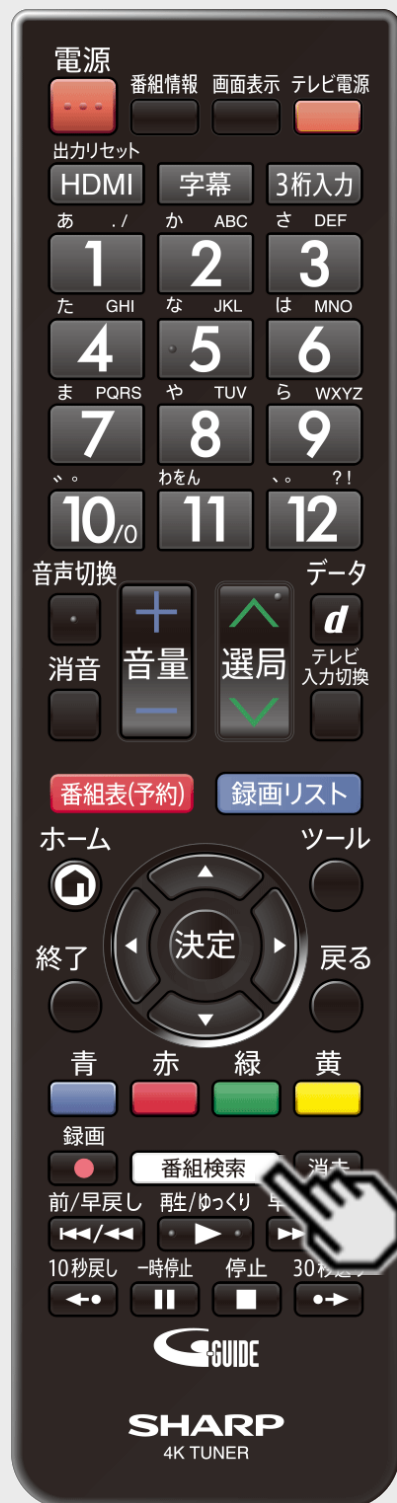 電源
番組情報 画面表示 テレビ電源
出力リセット
HDMI 字幕 3桁入力
あ ./ か ABC さ DEF
1 2 3
た GHI な JKL は MNO
4 5 6
ま PQRS や TUV ら WXYZ
7 8 9
゛゜ わをん 、。 ?!
10/0 11 12
音声切換 データ
+ d
消音 音量 選局 テレビ
入力切換
−
番組表(予約) 録画リスト
ホーム ツール
決定
終了 戻る
青 赤 緑 黄
録画
番組検索
前/早戻し 再生/ゆっくり
10秒戻し 一時停止 停止 30秒送り
G-GUIDE
SHARP
4K TUNER